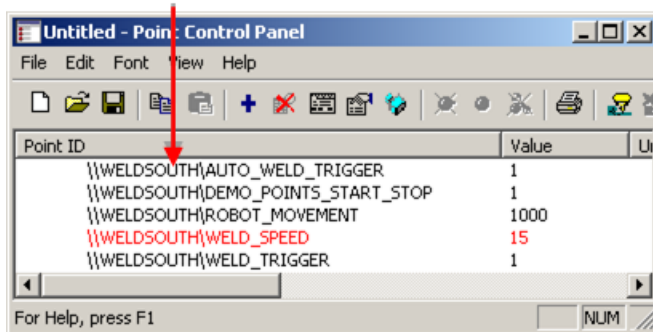 Untitled - Point Control Panel
File Edit Font View Help
Point ID Value
\\WELDSOUTH\AUTO_WELD_TRIGGER 1
\\WELDSOUTH\DEMO_POINTS_START_STOP 1
\\WELDSOUTH\ROBOT_MOVEMENT 1000
\\WELDSOUTH\WELD_SPEED 15
\\WELDSOUTH\WELD_TRIGGER 1
For Help, press F1 NUM